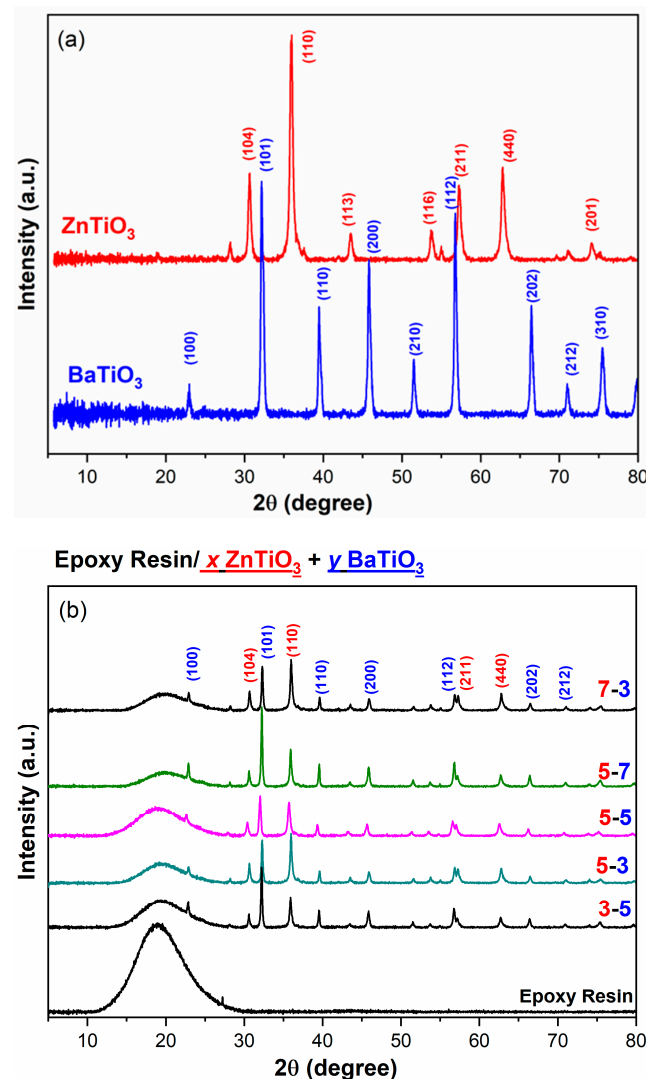 (a)
(110)
(104)
(101)
(113)
(116)
(211)
(112)
(440)
(201)
ZnTiO3
(100)
(110)
(200)
(210)
(202)
(212)
(310)
BaTiO3
Intensity (a.u.)
10 20 30 40 50 60 70 80
2θ (degree)
Epoxy Resin/ x ZnTiO3 + y BaTiO3
(b)
(100) (104) (101) (110) (110) (200) (112) (211) (440) (202) (212)
7-3
5-7
5-5
5-3
3-5
Epoxy Resin
Intensity (a.u.)
10 20 30 40 50 60 70 80
2θ (degree)